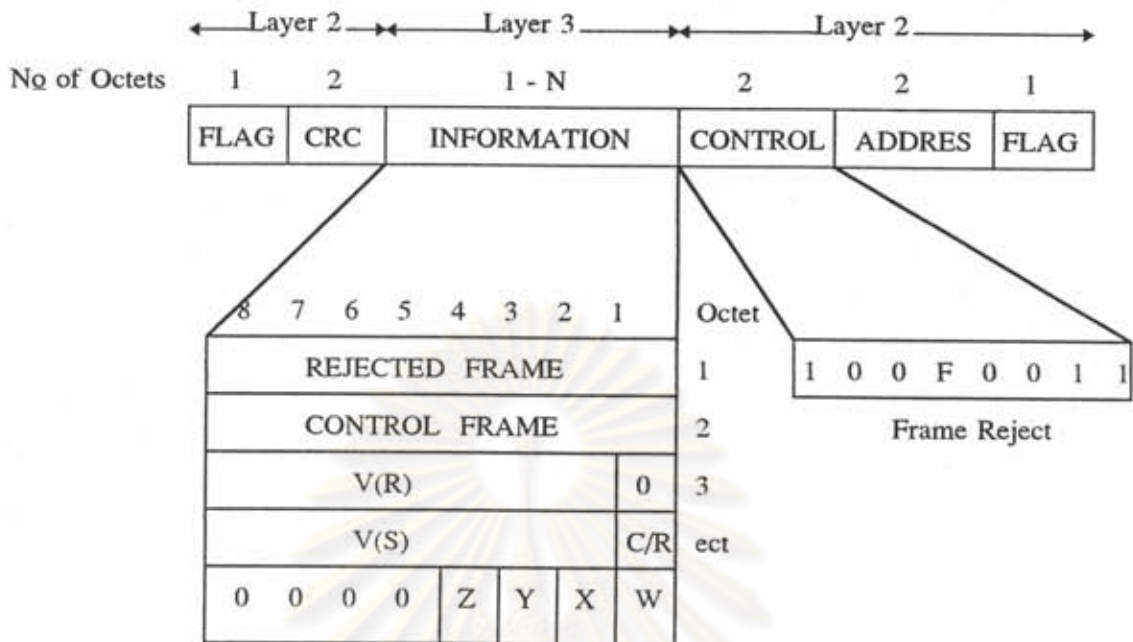 Layer 2 Layer 3 Layer 2
No of Octets 1 2 1 - N 2 2 1
FLAG CRC INFORMATION CONTROL ADDRES FLAG
8 7 6 5 4 3 2 1 Octet
REJECTED FRAME 1 1 0 0 F 0 0 1 1
CONTROL FRAME 2 Frame Reject
V(R) 0 3
V(S) C/R ect
0 0 0 0 Z Y X W